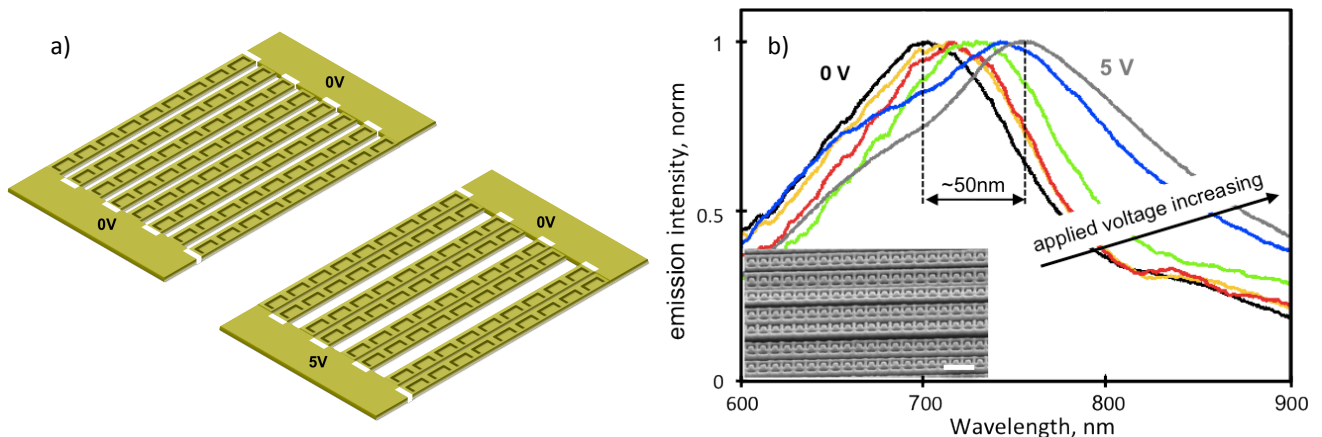 a)
0V
0V
0V
5V
b)
0 V
5 V
~50nm
applied voltage increasing
emission intensity, norm
1
0.5
0
600
700
800
900
Wavelength, nm